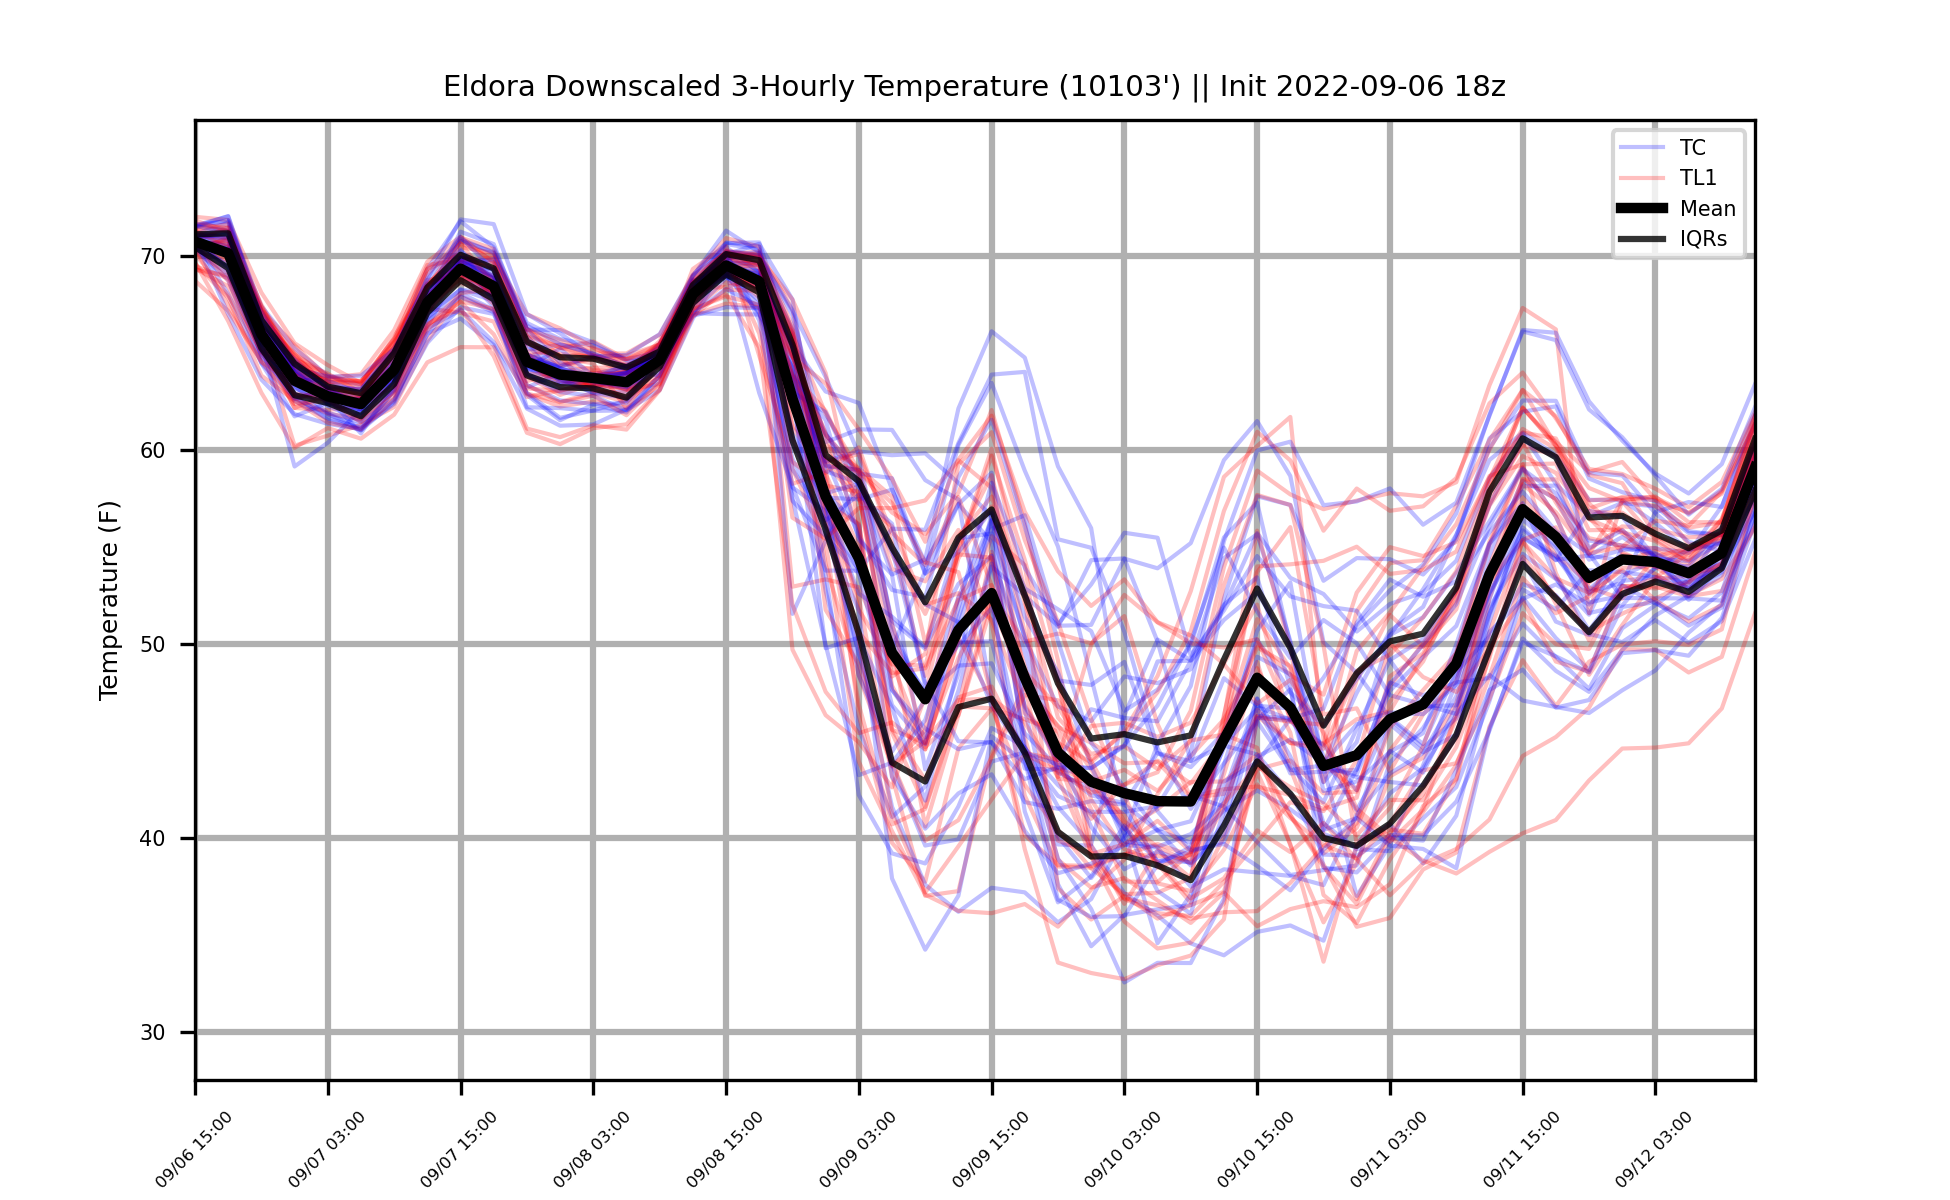 Eldora Downscaled 3-Hourly Temperature (10103') || Init 2022-09-06 18z
TC
TL1
Mean
IQRs
Temperature (F)
70
60
50
40
30
09/06 15:00
09/07 03:00
09/07 15:00
09/08 03:00
09/08 15:00
09/09 03:00
09/09 15:00
09/10 03:00
09/10 15:00
09/11 03:00
09/11 15:00
09/12 03:00